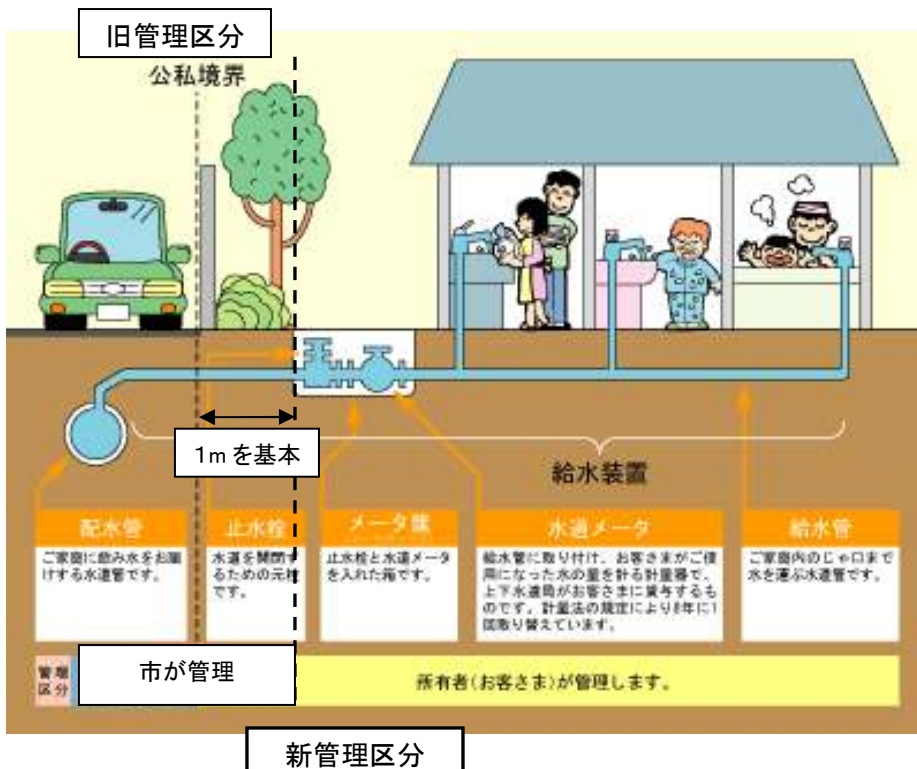 旧管理区分
公私境界
1mを基本
給水装置
配水管
ご家庭に飲み水をお届
けする水道管です。
止水栓
水道を開閉す
るための元栓
です。
メータ筺
止水栓と水道メータ
を入れた箱です。
水道メータ
給水管に取り付け、お客さまがご使
用になった水の量を計る計量器で、
上下水道局がお客さまに貸与するも
のです。計量法の規定により8年に1
回取り替えています。
給水管
ご家庭内のじゃ口まで
水を運ぶ水道管です。
管理
区分
市が管理
所有者(お客さま)が管理します。
新管理区分